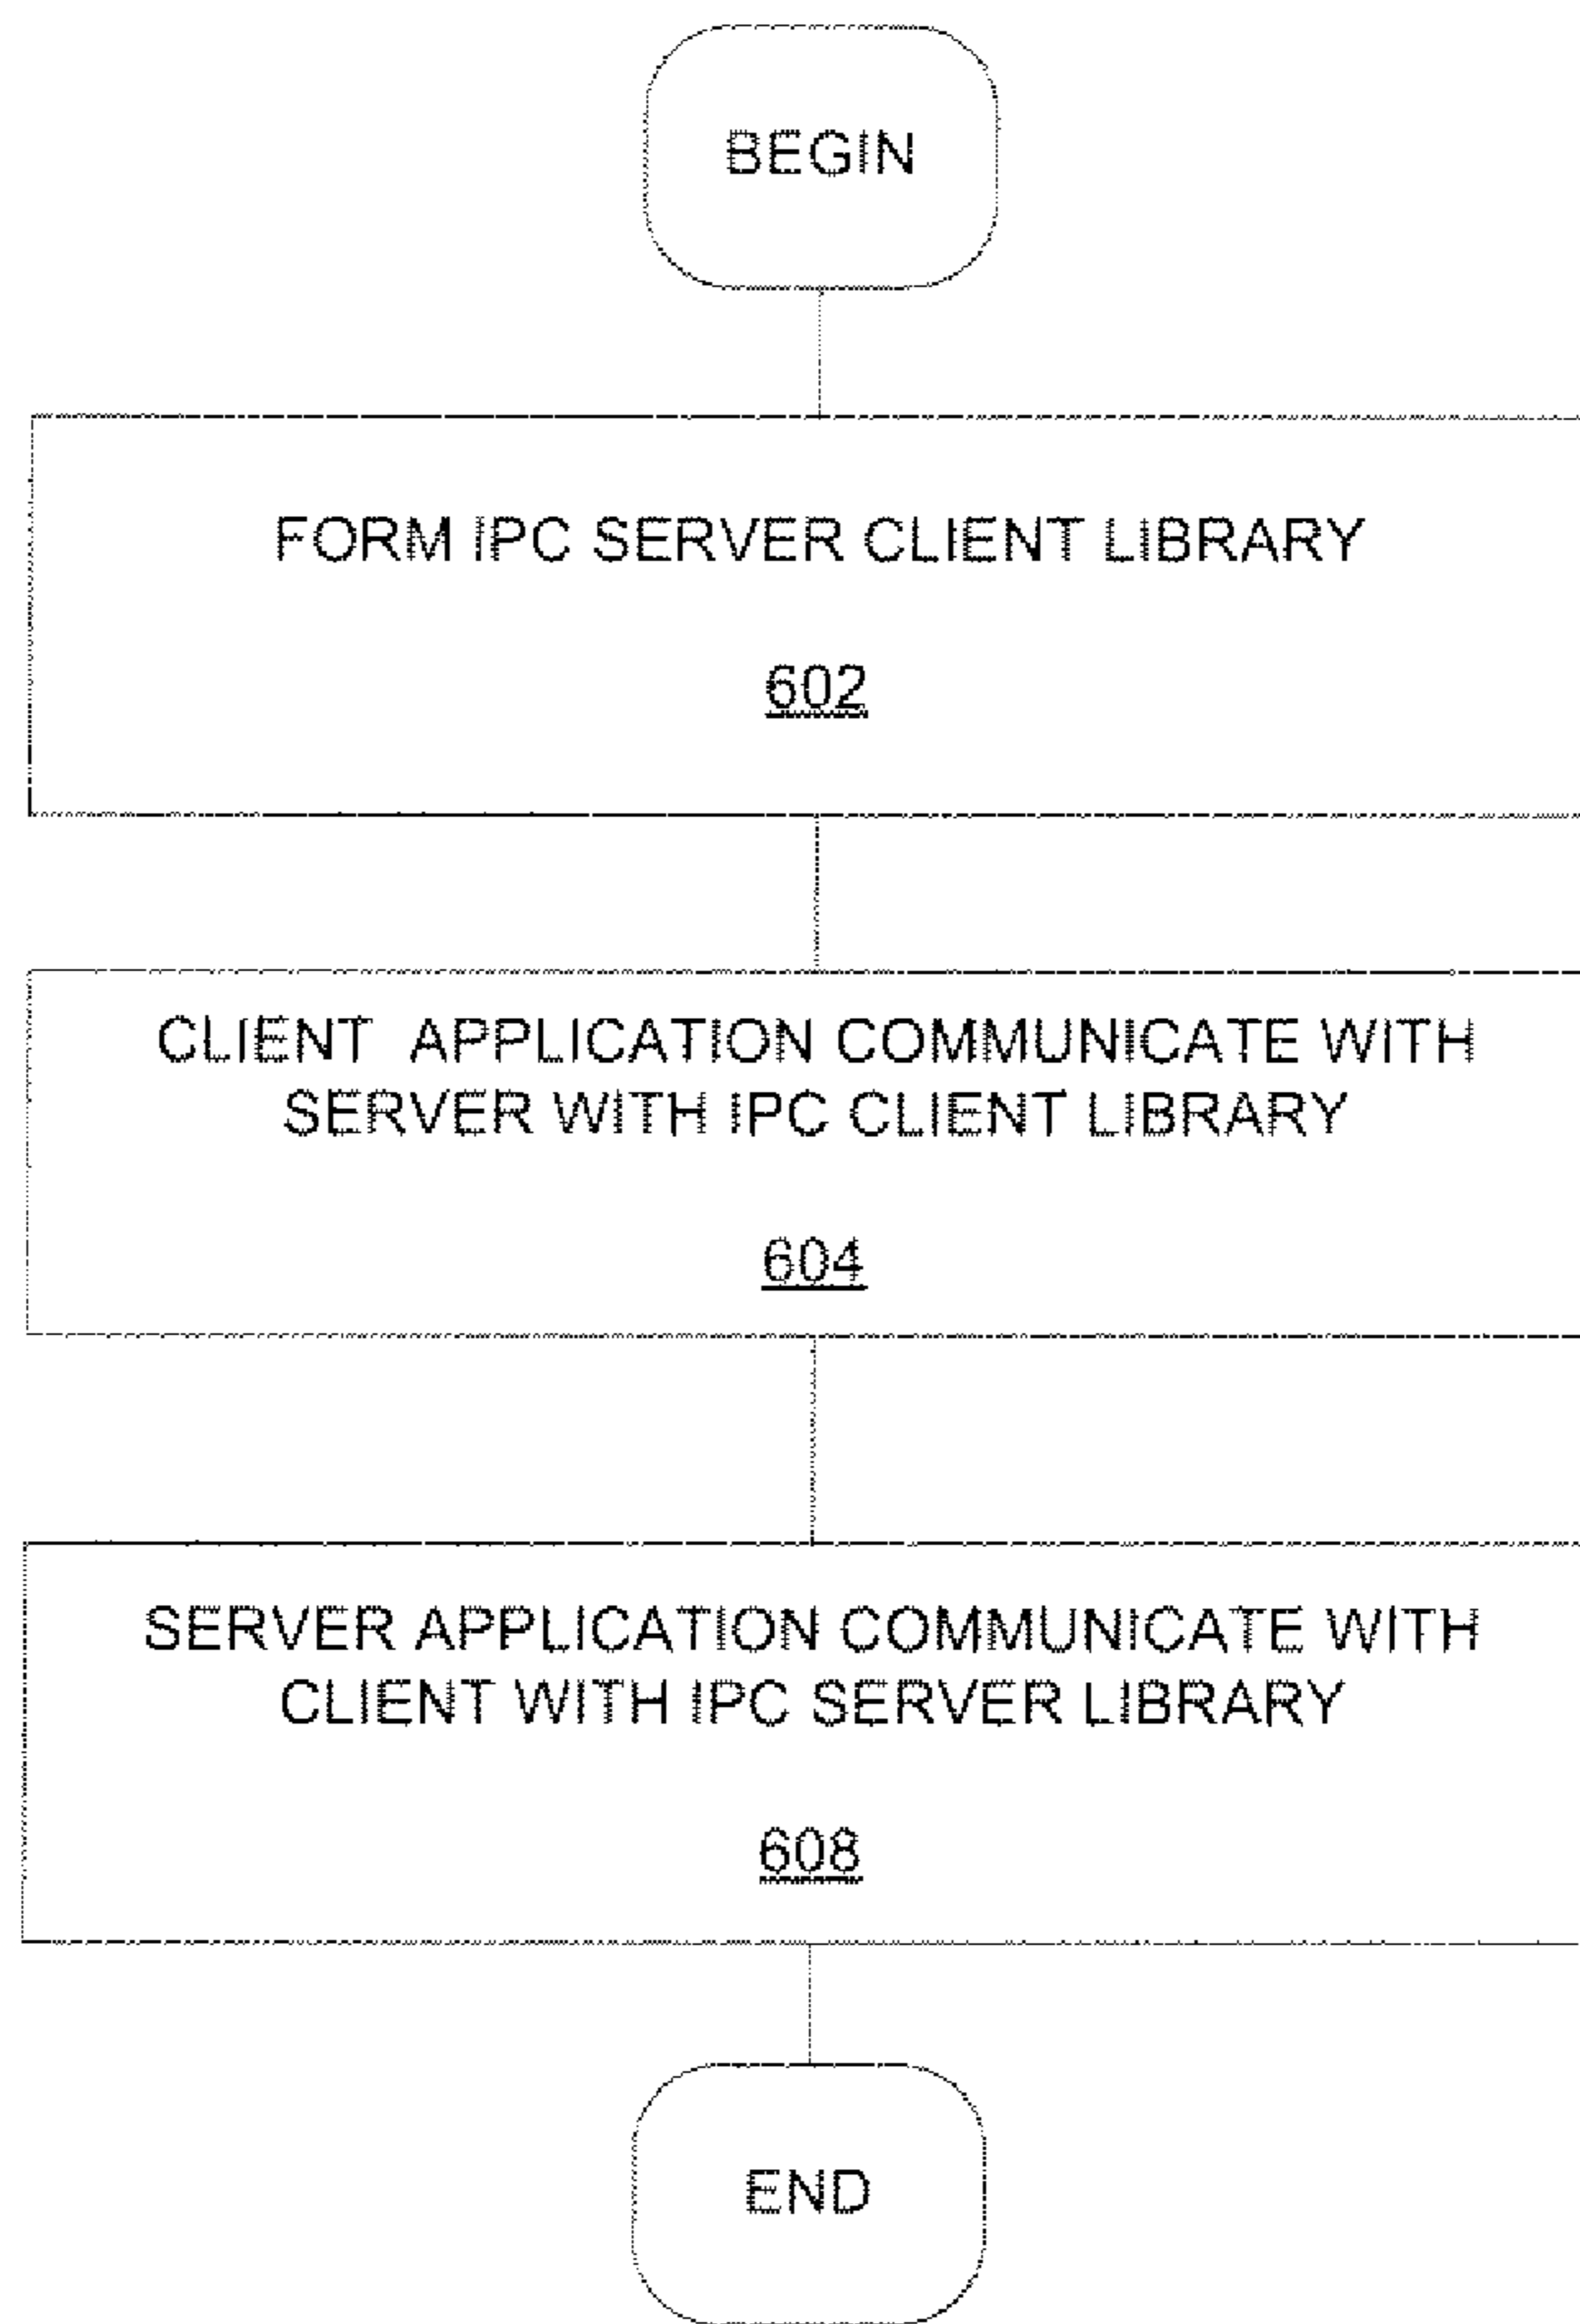 BEGIN
FORM IPC SERVER CLIENT LIBRARY
602
CLIENT APPLICATION COMMUNICATE WITH
SERVER WITH IPC CLIENT LIBRARY
604
SERVER APPLICATION COMMUNICATE WITH
CLIENT WITH IPC SERVER LIBRARY
608
END